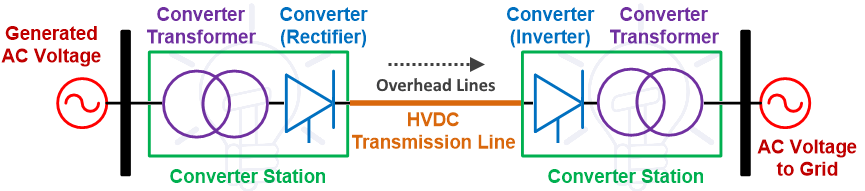 Generated
AC Voltage
Converter
Transformer
Converter
(Rectifier)
Overhead Lines
HVDC
Transmission Line
Converter
(Inverter)
Converter
Transformer
AC Voltage
to Grid
Converter Station
Converter Station